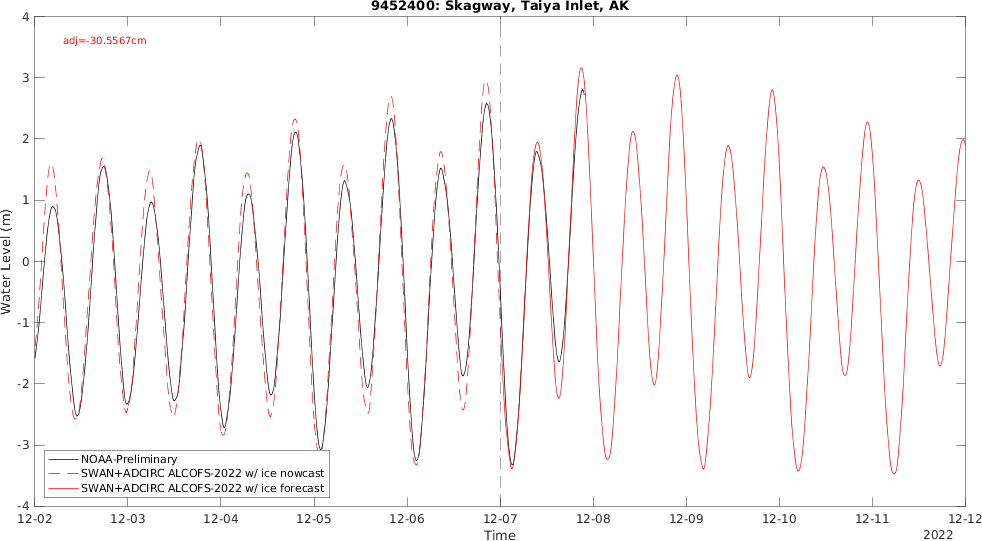 9452400: Skagway, Taiya Inlet, AK
adj=-30.5567cm
Water Level (m)
4
3
2
1
0
-1
-2
-3
-4
NOAA-Preliminary
SWAN+ADCIRC ALCOFS-2022 w/ ice nowcast
SWAN+ADCIRC ALCOFS-2022 w/ ice forecast
12-02 12-03 12-04 12-05 12-06 12-07 12-08 12-09 12-10 12-11 12-12
Time
2022